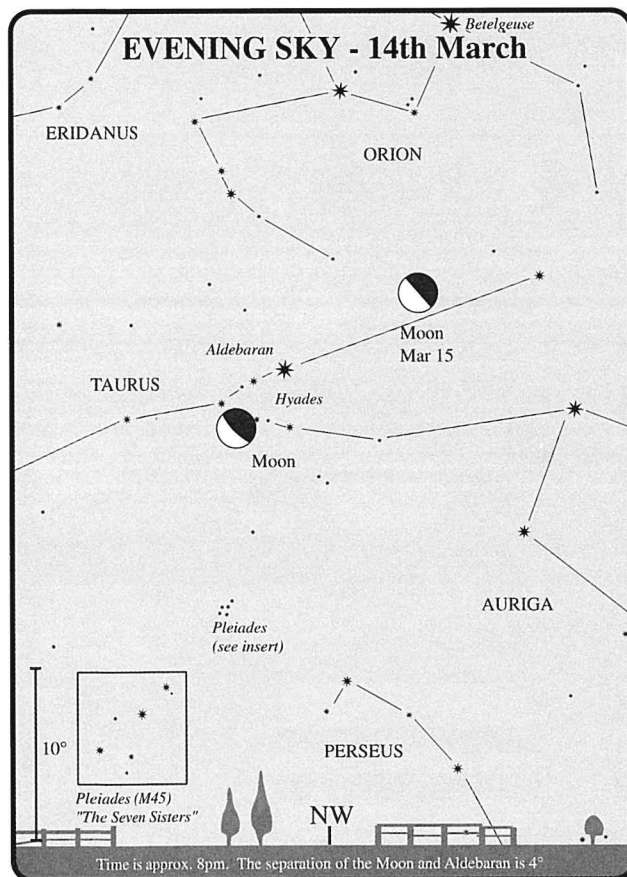 Betelgeuse
EVENING SKY - 14th March
ERIDANUS
ORION
Moon
Mar 15
Aldebaran
TAURUS
Hyades
Moon
AURIGA
Pleiades
(see insert)
10°
PERSEUS
Pleiades (M45)
"The Seven Sisters"
NW
Time is approx. 8pm. The separation of the Moon and Aldebaran is 4°